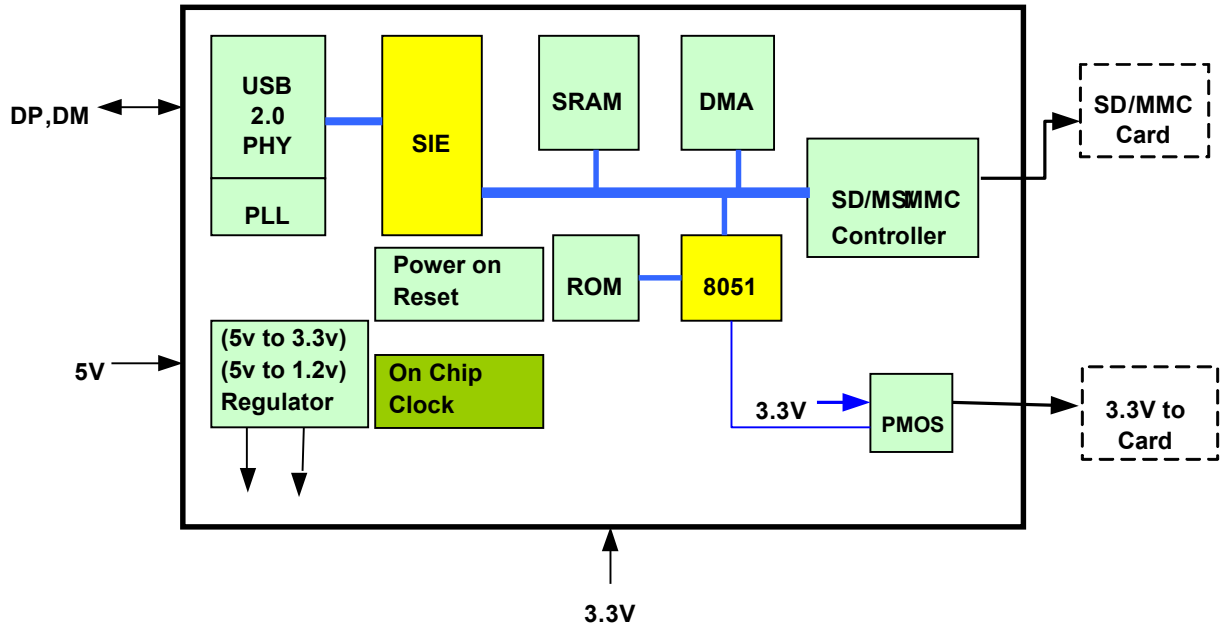 USB
2.0
PHY
PLL
SIE
SRAM
DMA
SD/MS/MMC
Controller
SD/MMC
Card
DP,DM
Power on
Reset
ROM
8051
(5v to 3.3v)
(5v to 1.2v)
Regulator
On Chip
Clock
5V
3.3V
PMOS
3.3V to
Card
3.3V